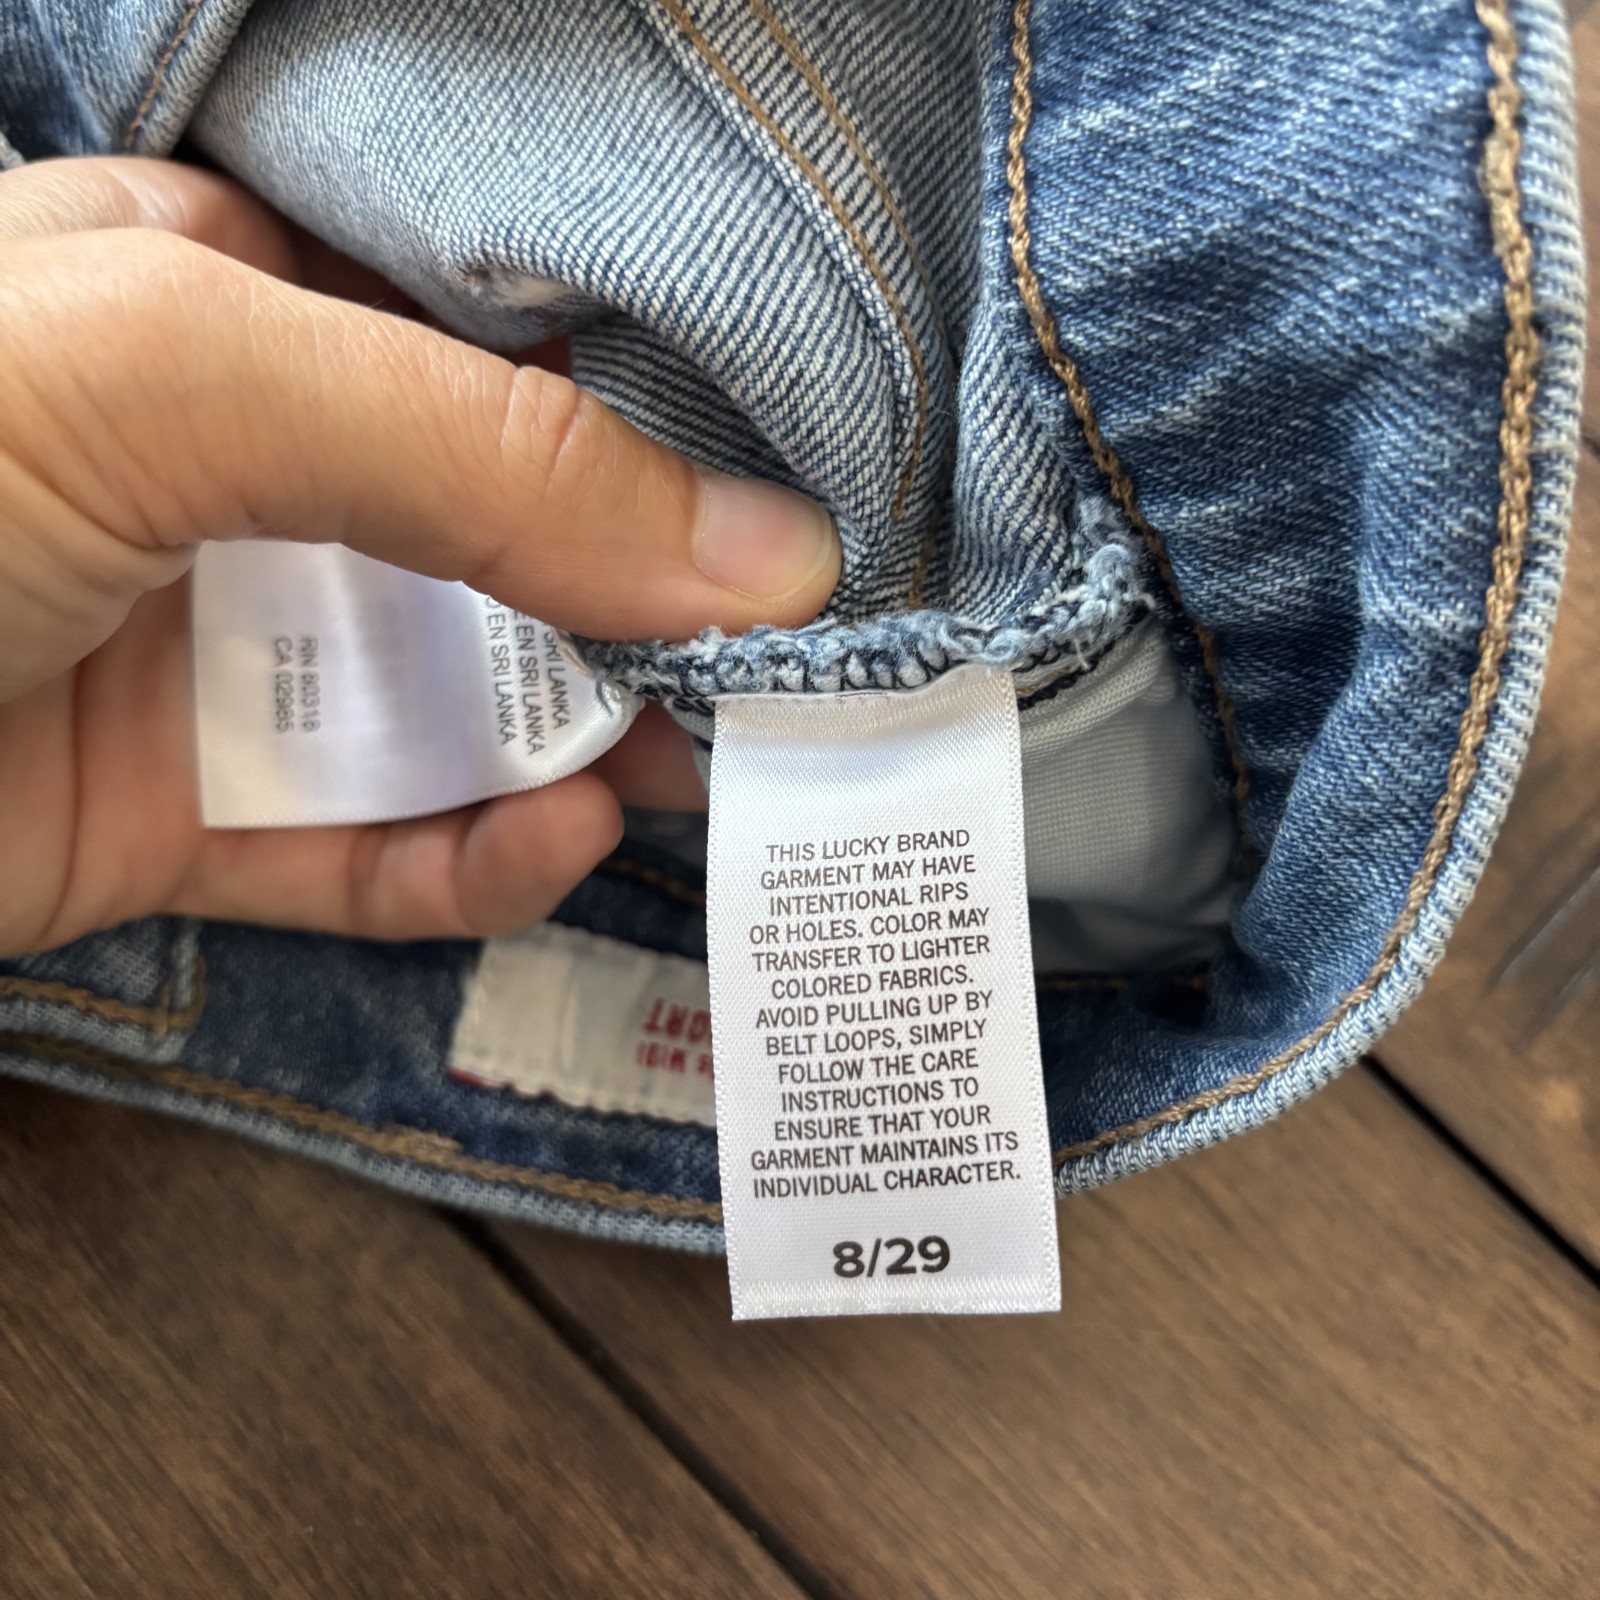 THIS LUCKY BRAND
GARMENT MAY HAVE
INTENTIONAL RIPS
OR HOLES. COLOR MAY
TRANSFER TO LIGHTER
COLORED FABRICS.
AVOID PULLING UP BY
BELT LOOPS, SIMPLY
FOLLOW THE CARE
INSTRUCTIONS TO
ENSURE THAT YOUR
GARMENT MAINTAINS ITS
INDIVIDUAL CHARACTER.
8/29
SRI LANKA
EN SRI LANKA
EN SRI LANKA
RN 80318
CA 02985
MIDI